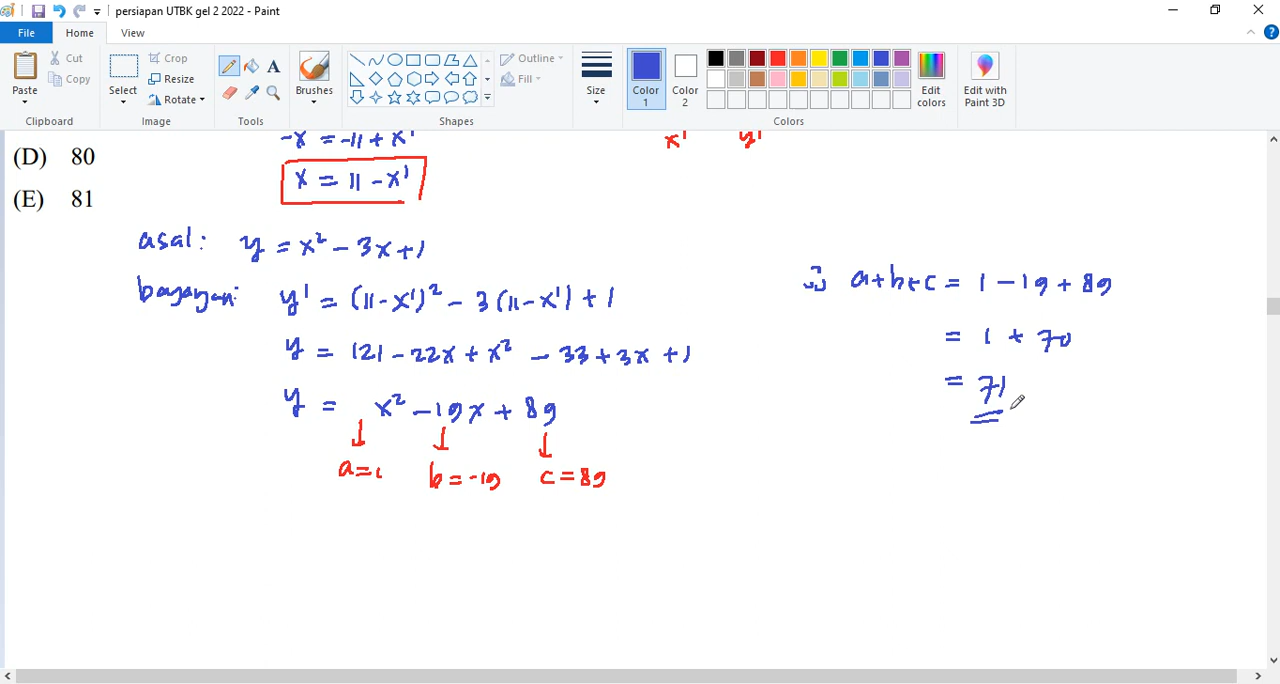 persiapan UTBK gel 2 2022 - Paint
File Home View
Paste Cut Copy
Clipboard
Select Crop Resize Rotate
Image
Tools
Brushes
Shapes
Outline
Fill
Size
Color 1
Color 2
Edit colors
Colors
Edit with Paint 3D
-x = -11 + x'
x' y'
(D) 80
x = 11 - x'
(E) 81
asal: y = x² - 3x + 1
bayayan: y' = (11 - x')² - 3(11 - x') + 1
y = 121 - 22x + x² - 33 + 3x + 1
y = x² - 19x + 89
a = 1 b = -19 c = 89
∴ a+b+c = 1 - 19 + 89
= 1 + 70
= 71